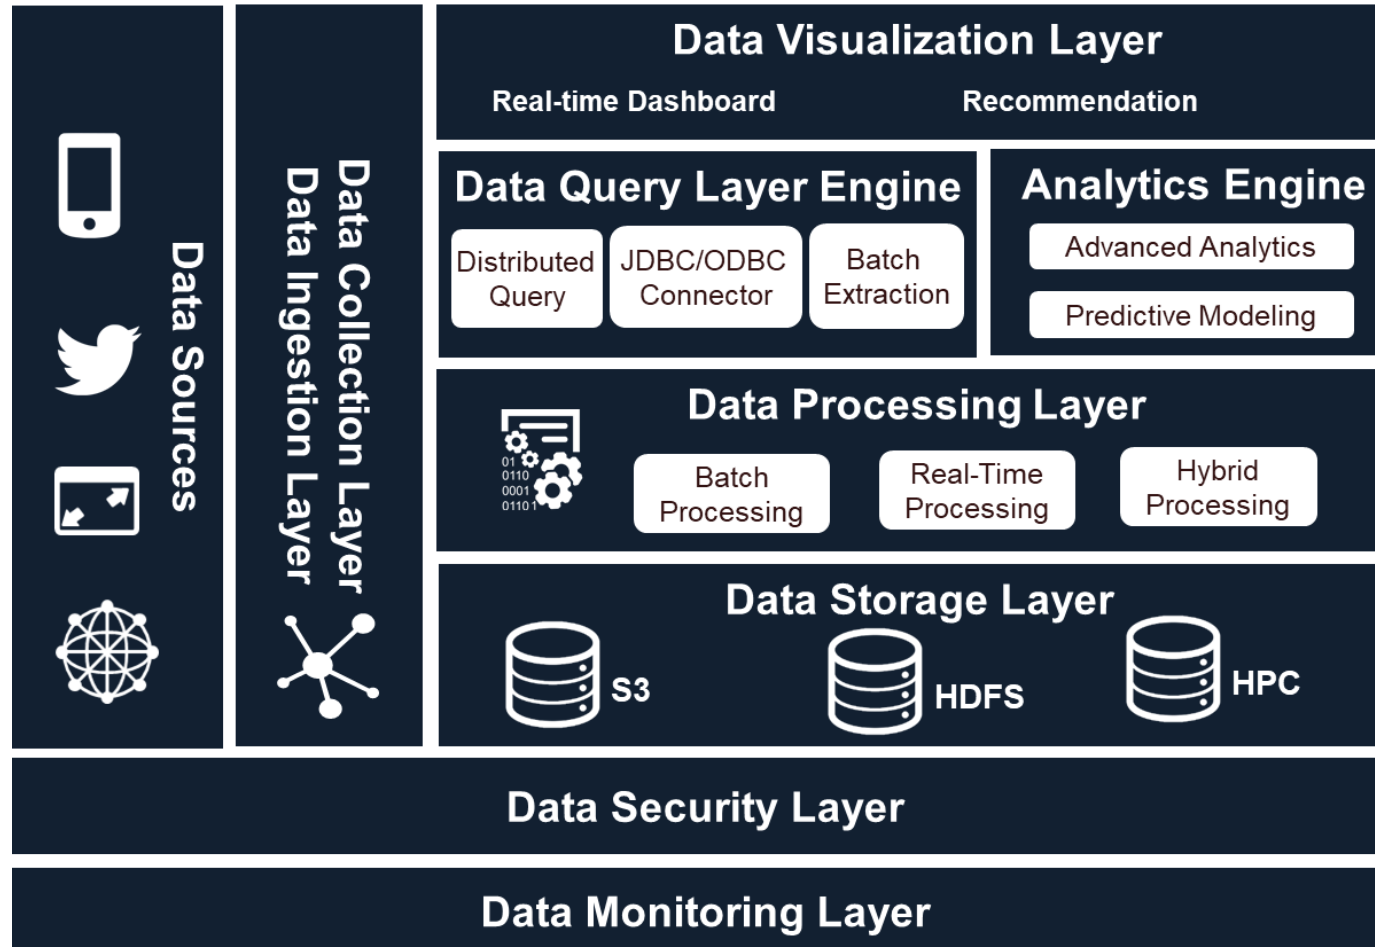 Data Sources
Data Collection Layer
Data Ingestion Layer
Data Visualization Layer
Real-time Dashboard
Recommendation
Data Query Layer Engine
Distributed
Query
JDBC/ODBC
Connector
Batch
Extraction
Analytics Engine
Advanced Analytics
Predictive Modeling
Data Processing Layer
01
0110
0001
01101
Batch
Processing
Real-Time
Processing
Hybrid
Processing
Data Storage Layer
S3
HDFS
HPC
Data Security Layer
Data Monitoring Layer